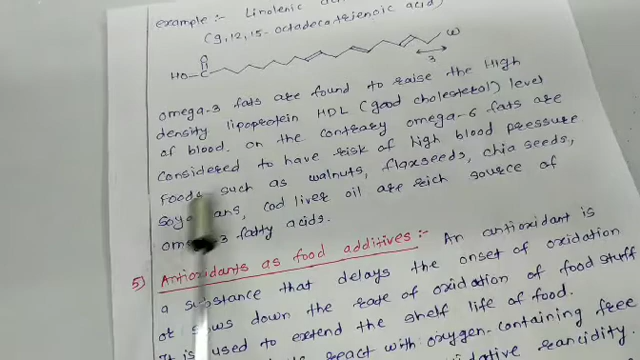 example :- Linolenic
(9,12,15-octadecatrienoic acid)
HO-C
O
ω
3
omega-3 fats are found to raise the High
density lipoprotein HDL (good cholesterol) level
of blood. on the contrary omega-6 fats are
considered to have risk of high blood pressure
Foods such as walnuts, flaxseeds, chia seeds,
cod liver oil are rich source of
3 fatty acids.
5) Antioxidants as food additives :- An antioxidant is
a substance that delays the onset of oxidation
or slows down the rate of oxidation of food stuff
It is used to extend the shelf life of food.
react with oxygen-containing free
rancidity.